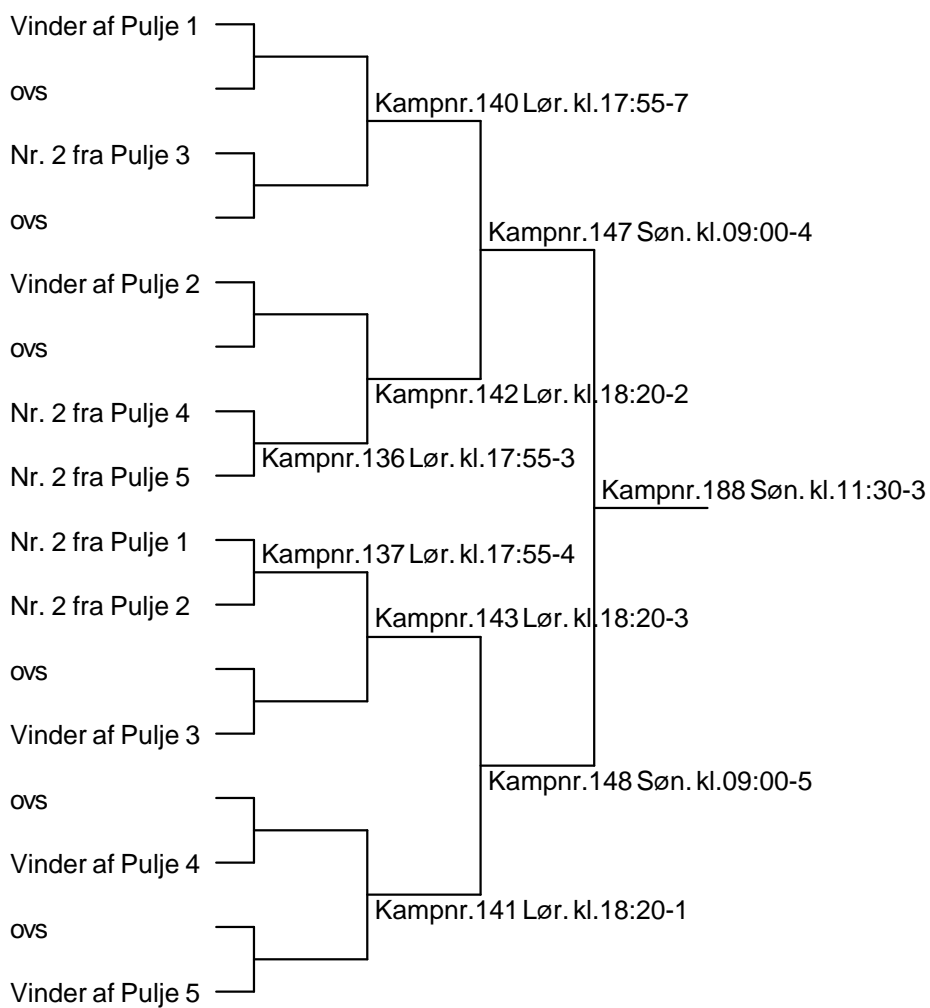 Vinder af Pulje 1
ovs
Kampnr.140 Lør. kl.17:55-7
Nr. 2 fra Pulje 3
ovs
Kampnr.147 Søn. kl.09:00-4
Vinder af Pulje 2
ovs
Kampnr.142 Lør. kl.18:20-2
Nr. 2 fra Pulje 4
Kampnr.136 Lør. kl.17:55-3
Nr. 2 fra Pulje 5
Kampnr.188 Søn. kl.11:30-3
Nr. 2 fra Pulje 1
Kampnr.137 Lør. kl.17:55-4
Nr. 2 fra Pulje 2
Kampnr.143 Lør. kl.18:20-3
ovs
Vinder af Pulje 3
Kampnr.148 Søn. kl.09:00-5
ovs
Vinder af Pulje 4
Kampnr.141 Lør. kl.18:20-1
ovs
Vinder af Pulje 5